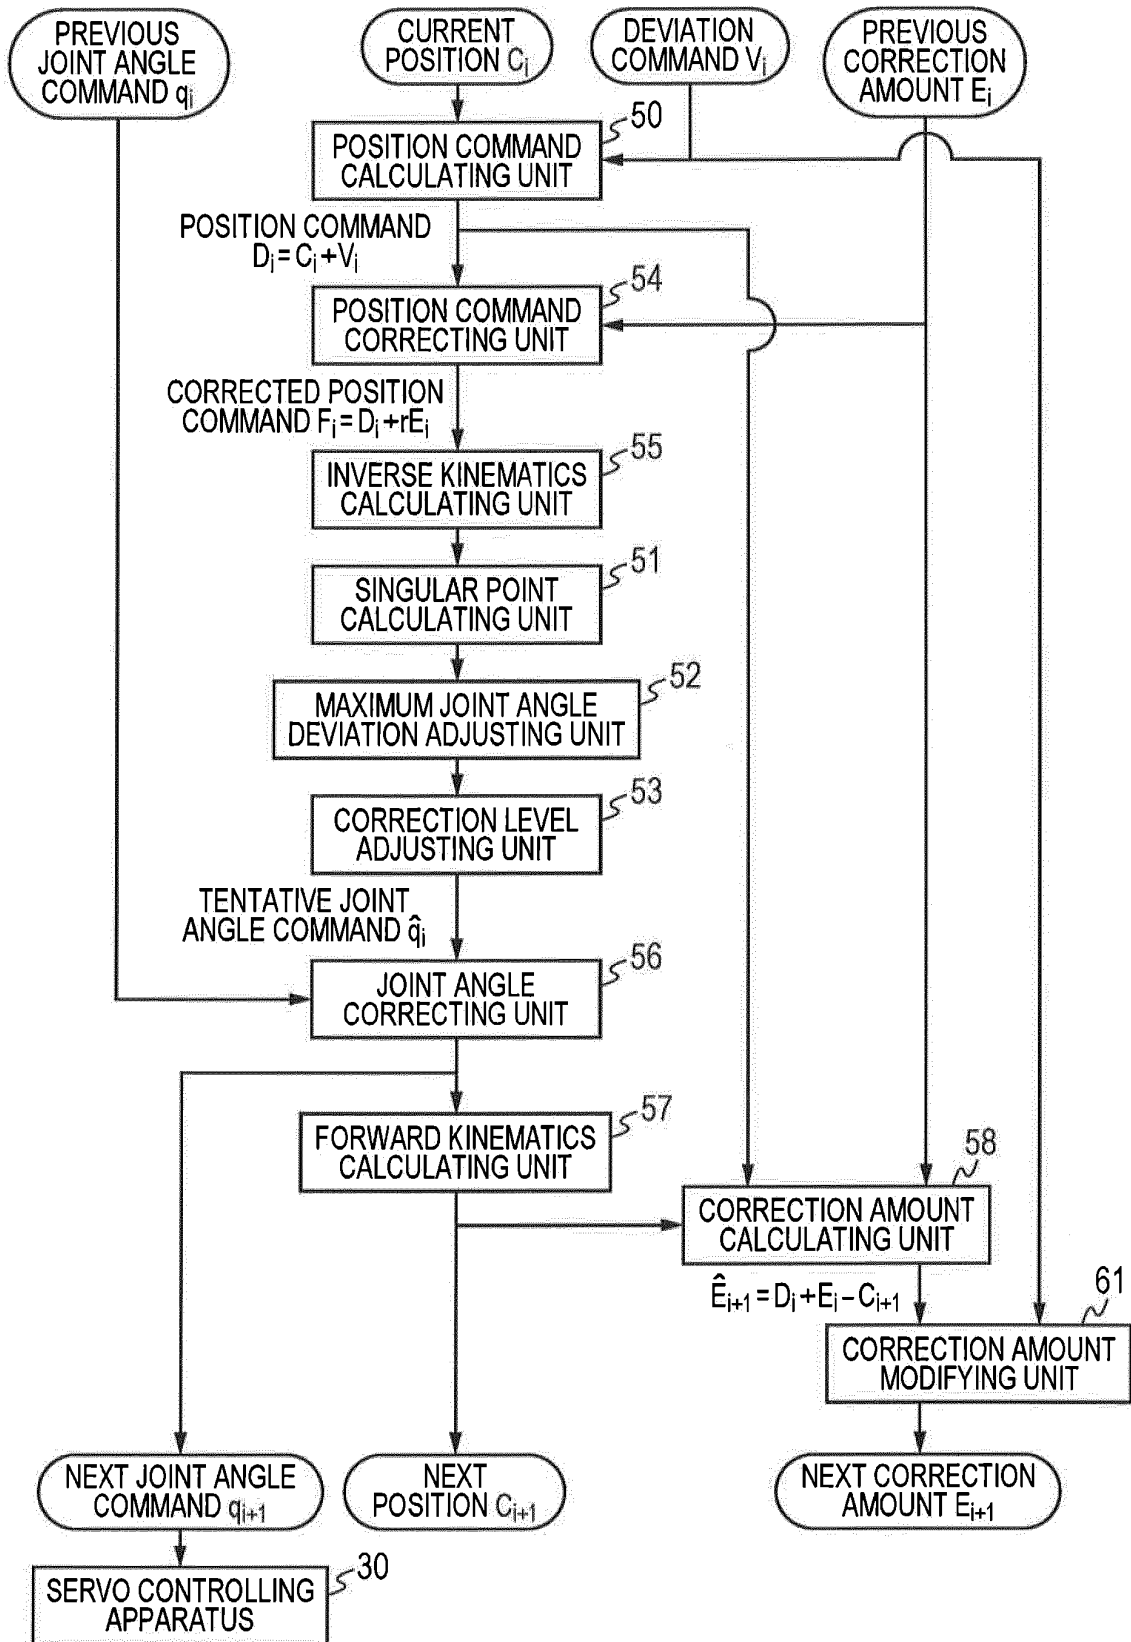 PREVIOUS
JOINT ANGLE
COMMAND qi
CURRENT
POSITION Ci
DEVIATION
COMMAND Vi
PREVIOUS
CORRECTION
AMOUNT Ei
50
POSITION COMMAND
CALCULATING UNIT
POSITION COMMAND
Di=Ci+Vi
54
POSITION COMMAND
CORRECTING UNIT
CORRECTED POSITION
COMMAND Fi=Di+rEi
55
INVERSE KINEMATICS
CALCULATING UNIT
51
SINGULAR POINT
CALCULATING UNIT
52
MAXIMUM JOINT ANGLE
DEVIATION ADJUSTING UNIT
53
CORRECTION LEVEL
ADJUSTING UNIT
TENTATIVE JOINT
ANGLE COMMAND q̂i
56
JOINT ANGLE
CORRECTING UNIT
57
FORWARD KINEMATICS
CALCULATING UNIT
58
CORRECTION AMOUNT
CALCULATING UNIT
Êi+1=Di+Ei−Ci+1
61
CORRECTION AMOUNT
MODIFYING UNIT
NEXT JOINT ANGLE
COMMAND qi+1
NEXT
POSITION Ci+1
NEXT CORRECTION
AMOUNT Ei+1
30
SERVO CONTROLLING
APPARATUS